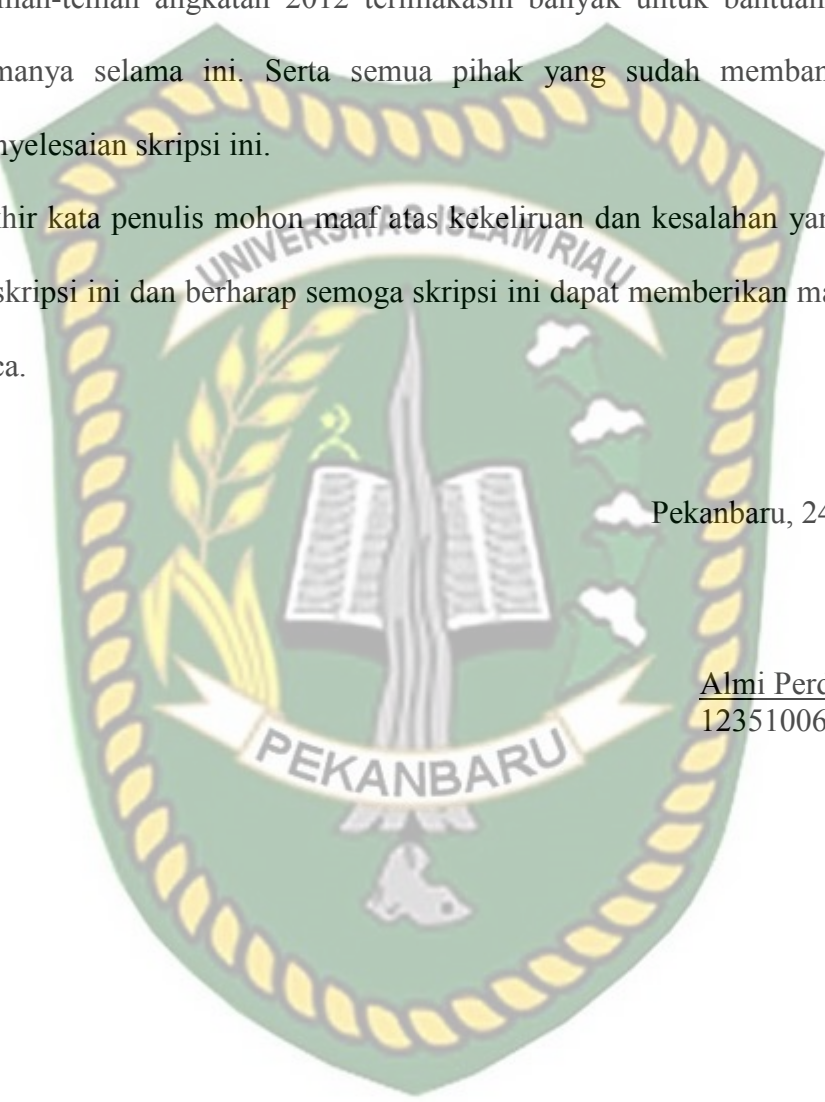 man-teman angkatan 2012 terimakasih banyak untuk bantuan
manya selama ini. Serta semua pihak yang sudah memban
nyelesaian skripsi ini.
hir kata penulis mohon maaf atas kekeliruan dan kesalahan yan
UNIVERSITAS ISLAM RIAU
skripsi ini dan berharap semoga skripsi ini dapat memberikan ma
ca.
Pekanbaru, 24
Almi Perd
12351006
PEKANBARU